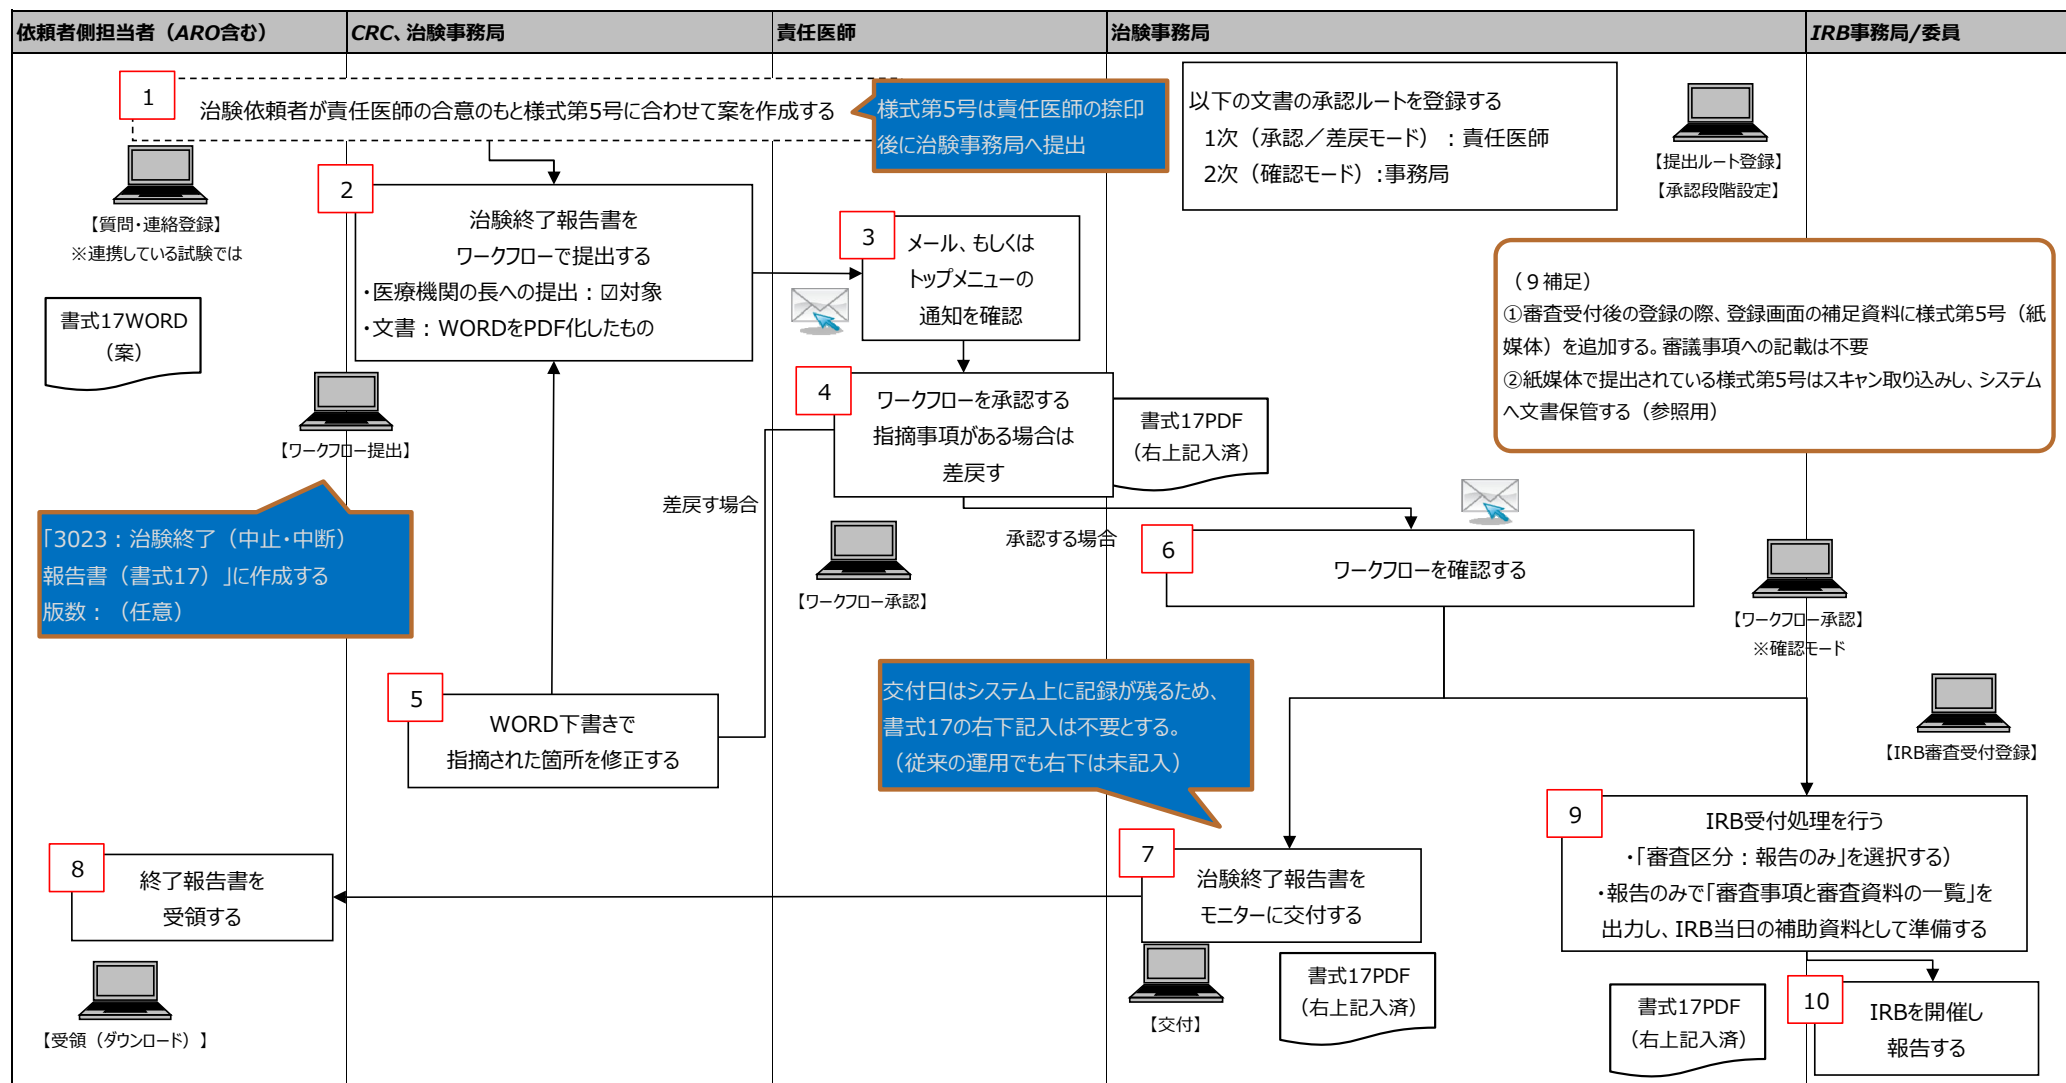 依頼者側担当者（ARO含む）
CRC、治験事務局
責任医師
治験事務局
IRB事務局/委員
1
治験依頼者が責任医師の合意のもと様式第5号に合わせて案を作成する
様式第5号は責任医師の捺印
後に治験事務局へ提出
以下の文書の承認ルートを登録する
1次（承認／差戻モード）：責任医師
2次（確認モード）:事務局
【提出ルート登録】
【承認段階設定】
【質問・連絡登録】
※連携している試験では
書式17WORD
（案）
2
治験終了報告書を
ワークフローで提出する
・医療機関の長への提出：☑対象
・文書：WORDをPDF化したもの
【ワークフロー提出】
3
メール、もしくは
トップメニューの
通知を確認
（９補足）
①審査受付後の登録の際、登録画面の補足資料に様式第5号（紙
媒体）を追加する。審議事項への記載は不要
②紙媒体で提出されている様式第5号はスキャン取り込みし、システム
へ文書保管する（参照用）
4
ワークフローを承認する
指摘事項がある場合は
差戻す
書式17PDF
（右上記入済）
差戻す場合
承認する場合
【ワークフロー承認】
「3023：治験終了（中止・中断）
報告書（書式17）」に作成する
版数：（任意）
6
ワークフローを確認する
【ワークフロー承認】
※確認モード
5
WORD下書きで
指摘された箇所を修正する
交付日はシステム上に記録が残るため、
書式17の右下記入は不要とする。
（従来の運用でも右下は未記入）
【IRB審査受付登録】
8
終了報告書を
受領する
【受領（ダウンロード）】
7
治験終了報告書を
モニターに交付する
【交付】
書式17PDF
（右上記入済）
9
IRB受付処理を行う
・「審査区分：報告のみ」を選択する）
・報告のみで「審査事項と審査資料の一覧」を
出力し、IRB当日の補助資料として準備する
書式17PDF
（右上記入済）
10
IRBを開催し
報告する